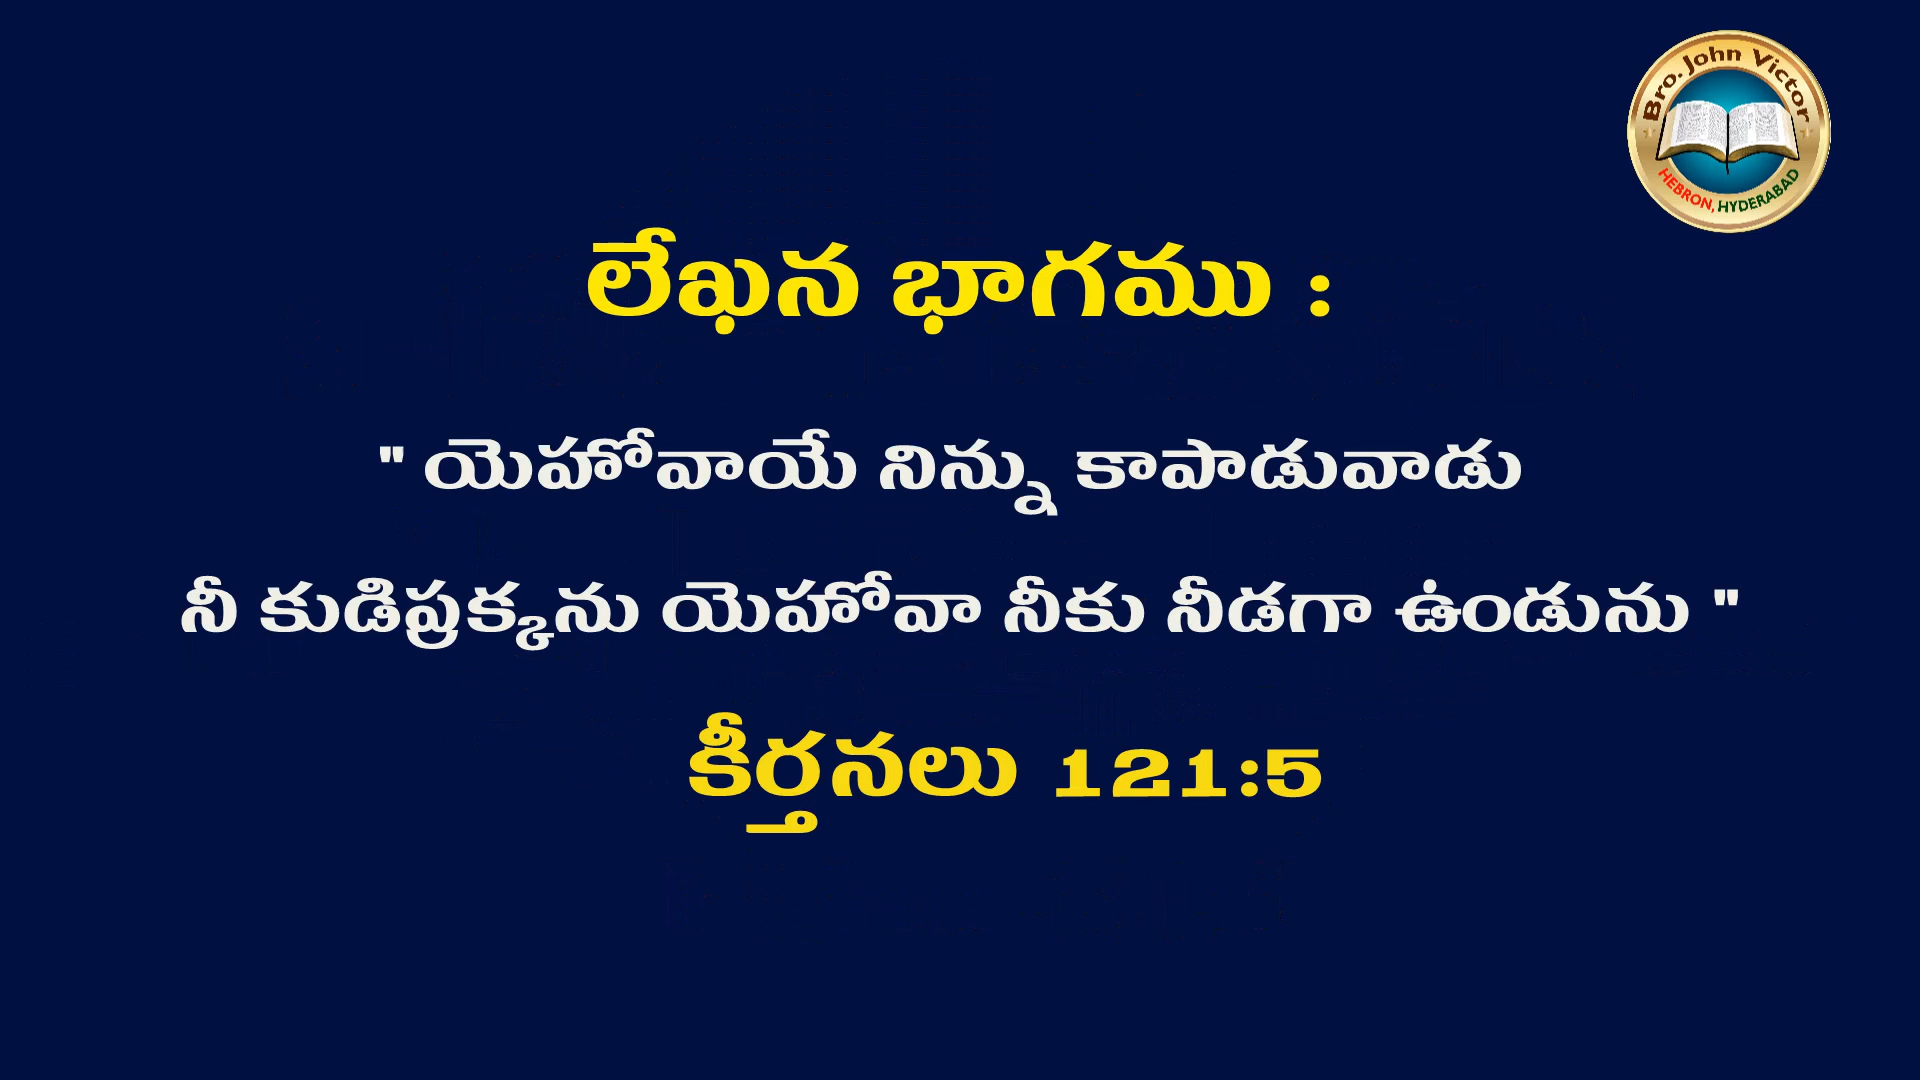 Bro. John Victor
HEBRON, HYDERABAD
లేఖన భాగము :
" యెహోవాయే నిన్ను కాపాడువాడు
నీ కుడిప్రక్కను యెహోవా నీకు నీడగా ఉండును "
కీర్తనలు 121:5